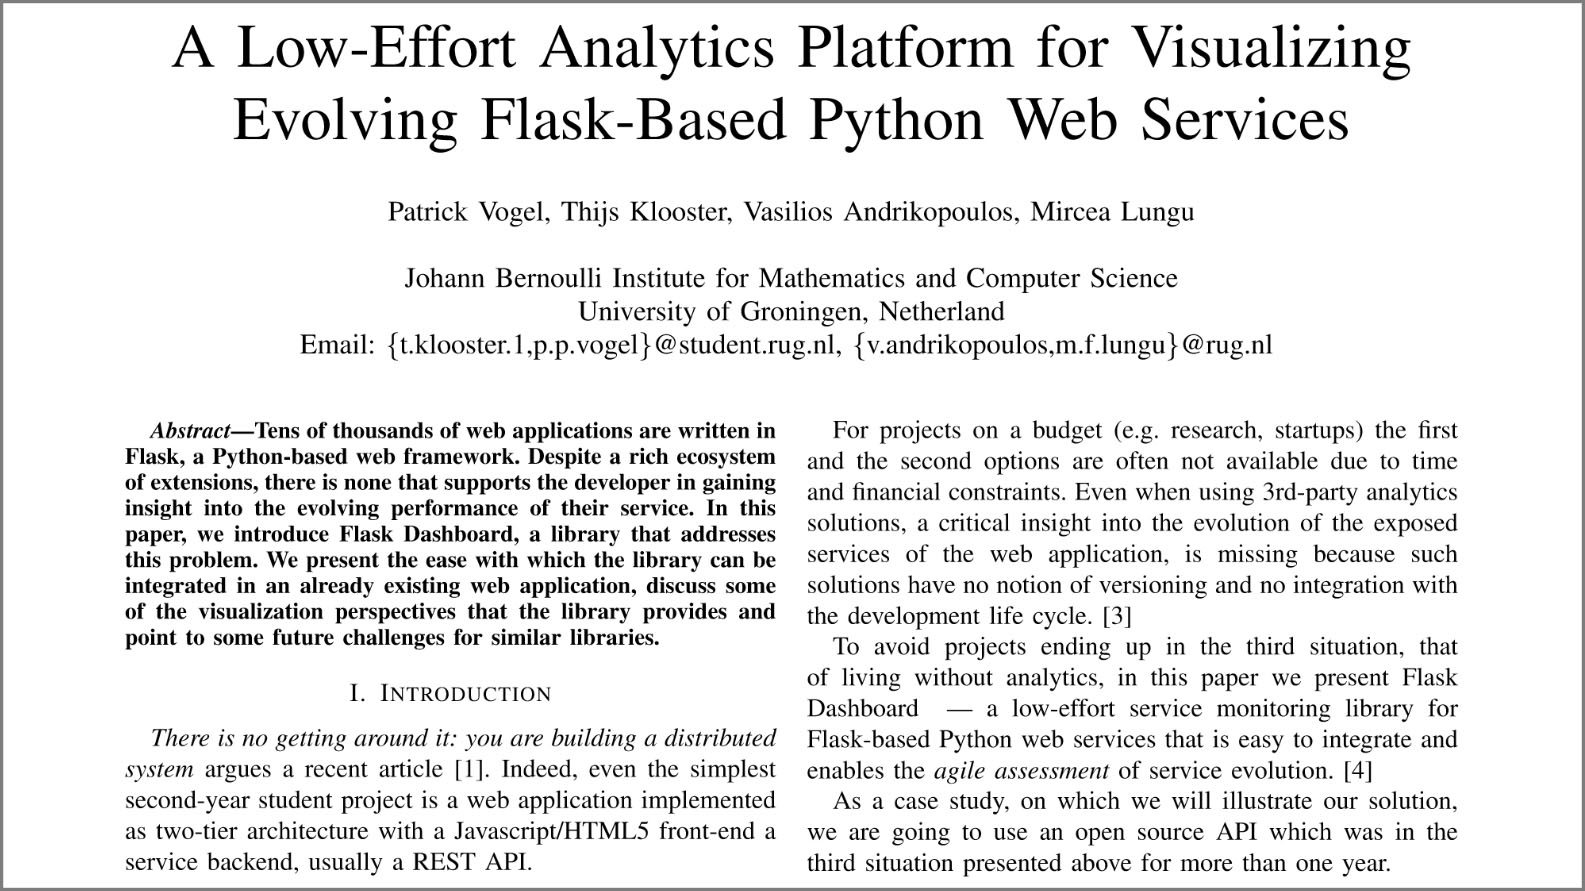 A Low-Effort Analytics Platform for Visualizing
Evolving Flask-Based Python Web Services
Patrick Vogel, Thijs Klooster, Vasilios Andrikopoulos, Mircea Lungu
Johann Bernoulli Institute for Mathematics and Computer Science
University of Groningen, Netherland
Email: {t.klooster.1,p.p.vogel}@student.rug.nl, {v.andrikopoulos,m.f.lungu}@rug.nl
Abstract—Tens of thousands of web applications are written in
Flask, a Python-based web framework. Despite a rich ecosystem
of extensions, there is none that supports the developer in gaining
insight into the evolving performance of their service. In this
paper, we introduce Flask Dashboard, a library that addresses
this problem. We present the ease with which the library can be
integrated in an already existing web application, discuss some
of the visualization perspectives that the library provides and
point to some future challenges for similar libraries.
I. INTRODUCTION
There is no getting around it: you are building a distributed
system argues a recent article [1]. Indeed, even the simplest
second-year student project is a web application implemented
as two-tier architecture with a Javascript/HTML5 front-end a
service backend, usually a REST API.
For projects on a budget (e.g. research, startups) the first
and the second options are often not available due to time
and financial constraints. Even when using 3rd-party analytics
solutions, a critical insight into the evolution of the exposed
services of the web application, is missing because such
solutions have no notion of versioning and no integration with
the development life cycle. [3]
To avoid projects ending up in the third situation, that
of living without analytics, in this paper we present Flask
Dashboard — a low-effort service monitoring library for
Flask-based Python web services that is easy to integrate and
enables the agile assessment of service evolution. [4]
As a case study, on which we will illustrate our solution,
we are going to use an open source API which was in the
third situation presented above for more than one year.